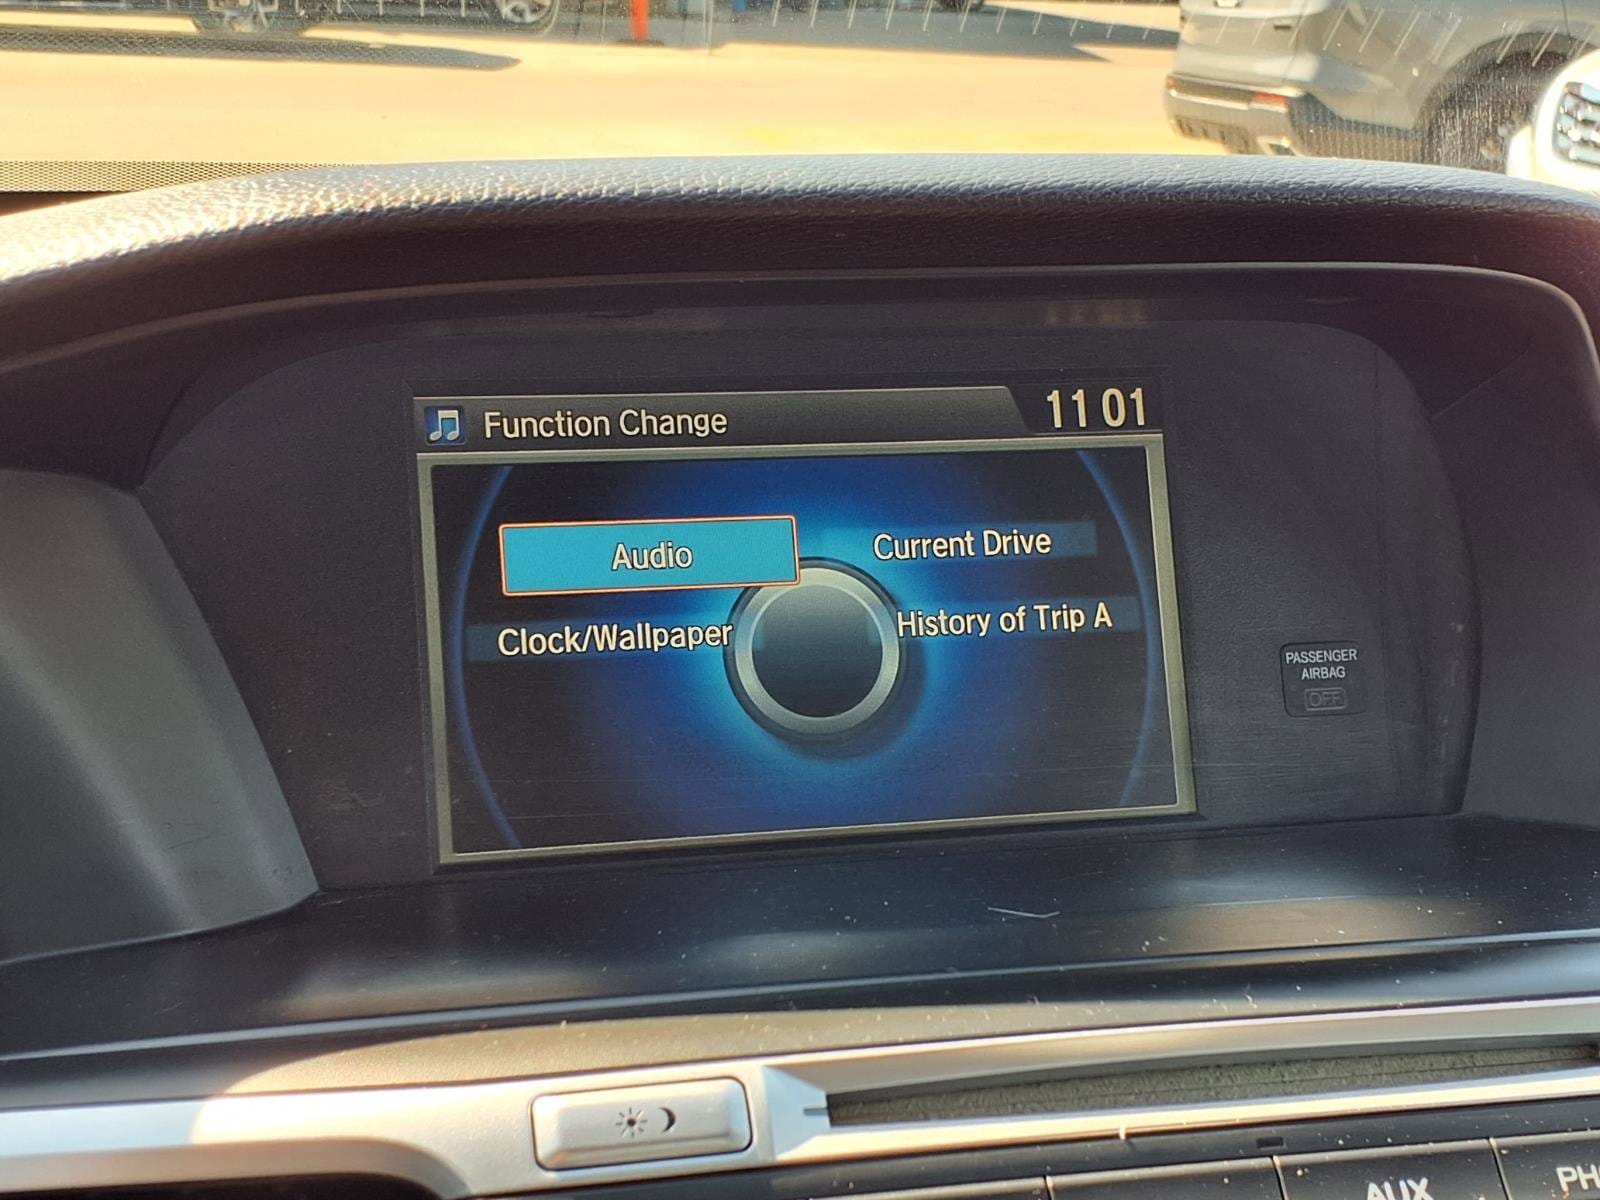 Function Change
11 01
Audio
Current Drive
Clock/Wallpaper
History of Trip A
PASSENGER
AIRBAG
OFF
AUX